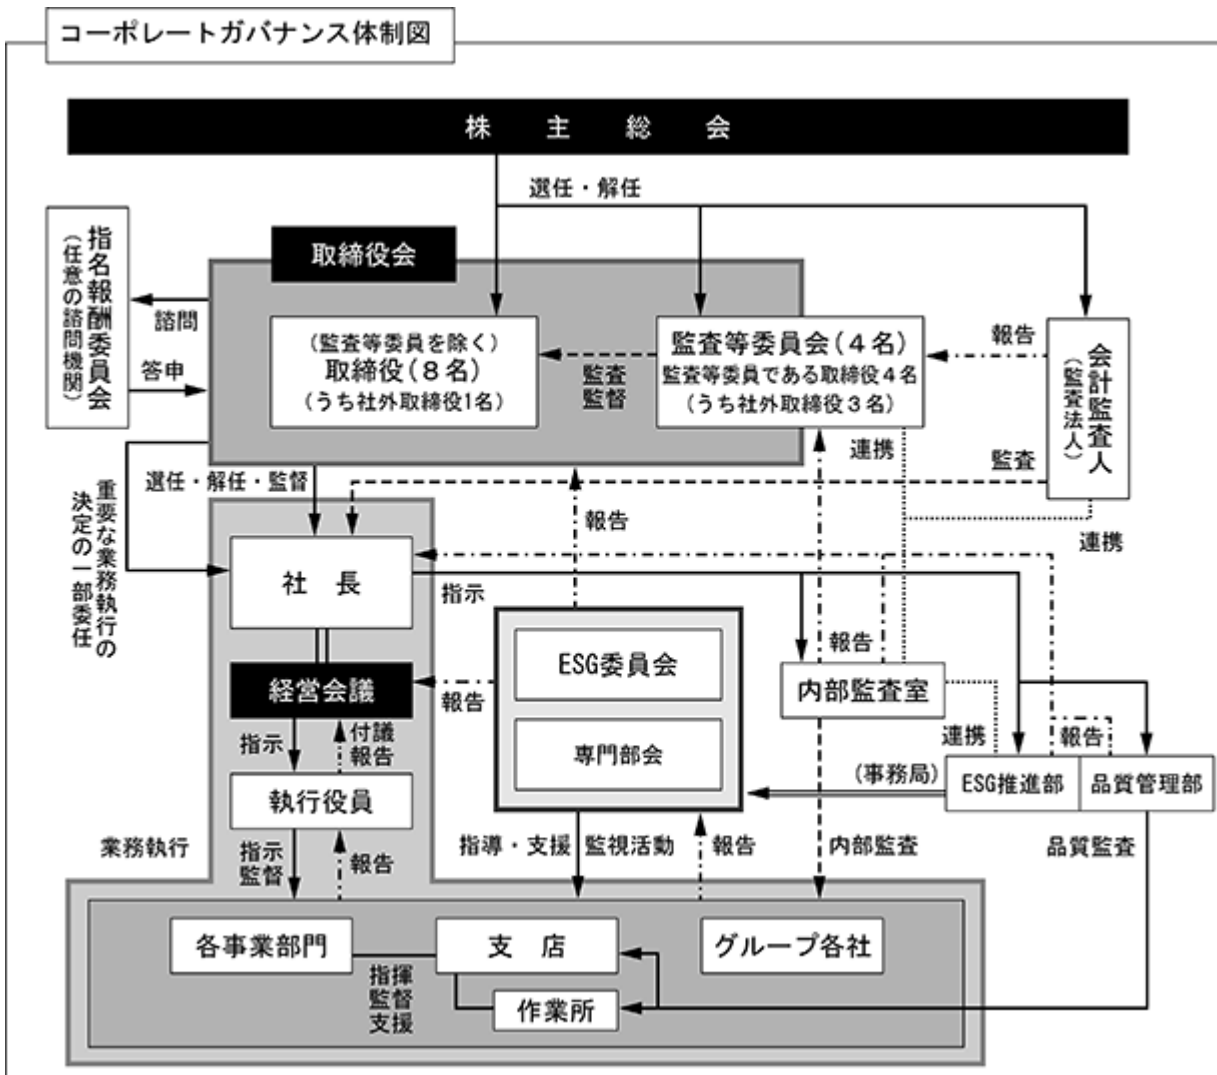 コーポレートガバナンス体制図
株主総会
選任・解任
指名報酬委員会
（任意の諮問機関）
取締役会
諮問
答申
（監査等委員を除く）
取締役（８名）
（うち社外取締役1名）
監査
監督
監査等委員会（４名）
監査等委員である取締役４名
（うち社外取締役３名）
報告
会計監査人
（監査法人）
連携
監査
選任・解任・監督
重要な業務執行の
決定の一部委任
報告
連携
社長
指示
ESG委員会
専門部会
報告
経営会議
報告
内部監査室
指示
付議
報告
連携
報告
執行役員
（事務局）
ESG推進部
品質管理部
業務執行
指示
監督
報告
指導・支援
監視活動
報告
内部監査
品質監査
各事業部門
支店
グループ各社
指揮
監督
支援
作業所